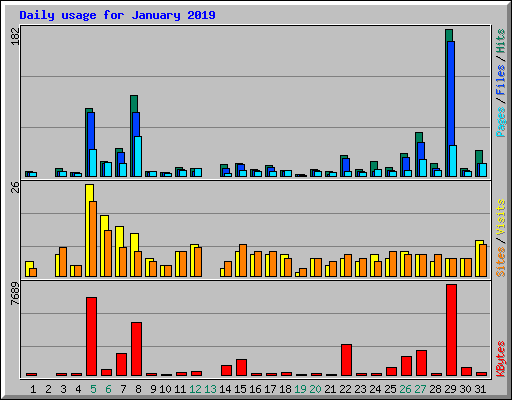 Daily usage for January 2019
182
Pages / Files / Hits
26
Sites / Visits
7689
KBytes
1 2 3 4 5 6 7 8 9 10 11 12 13 14 15 16 17 18 19 20 21 22 23 24 25 26 27 28 29 30 31